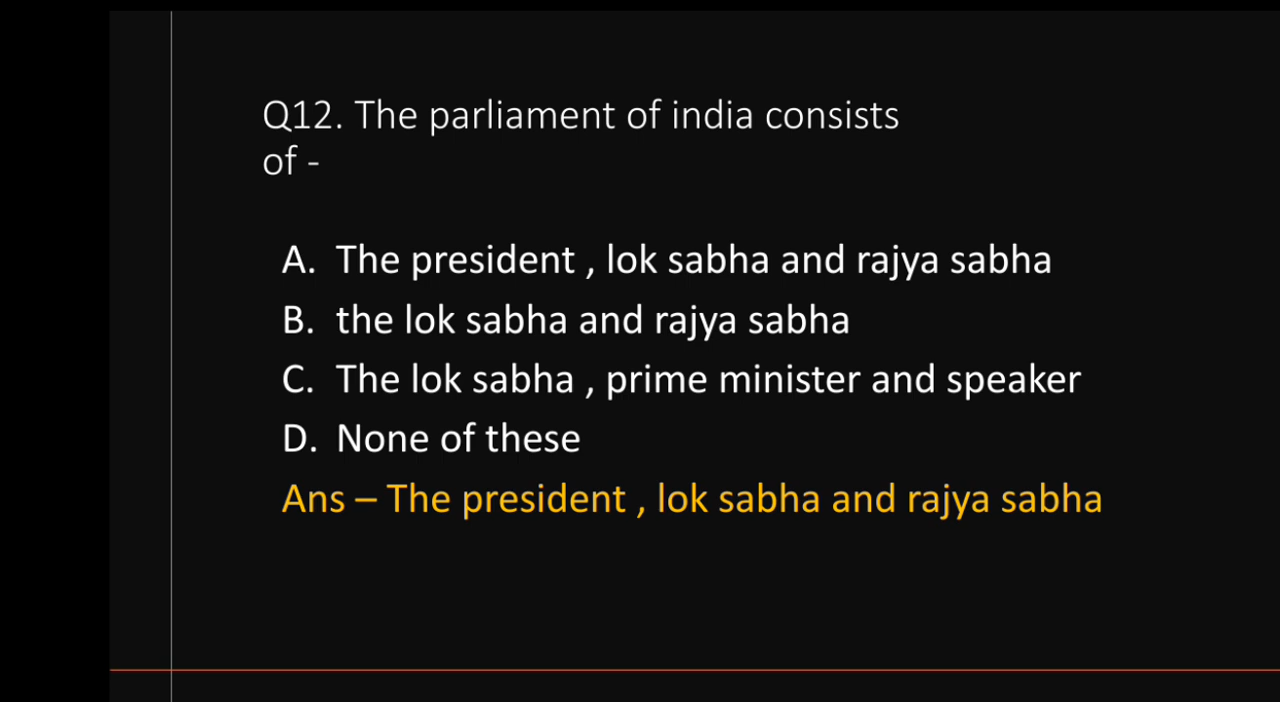 Q12. The parliament of india consists
of -
A. The president , lok sabha and rajya sabha
B. the lok sabha and rajya sabha
C. The lok sabha , prime minister and speaker
D. None of these
Ans – The president , lok sabha and rajya sabha